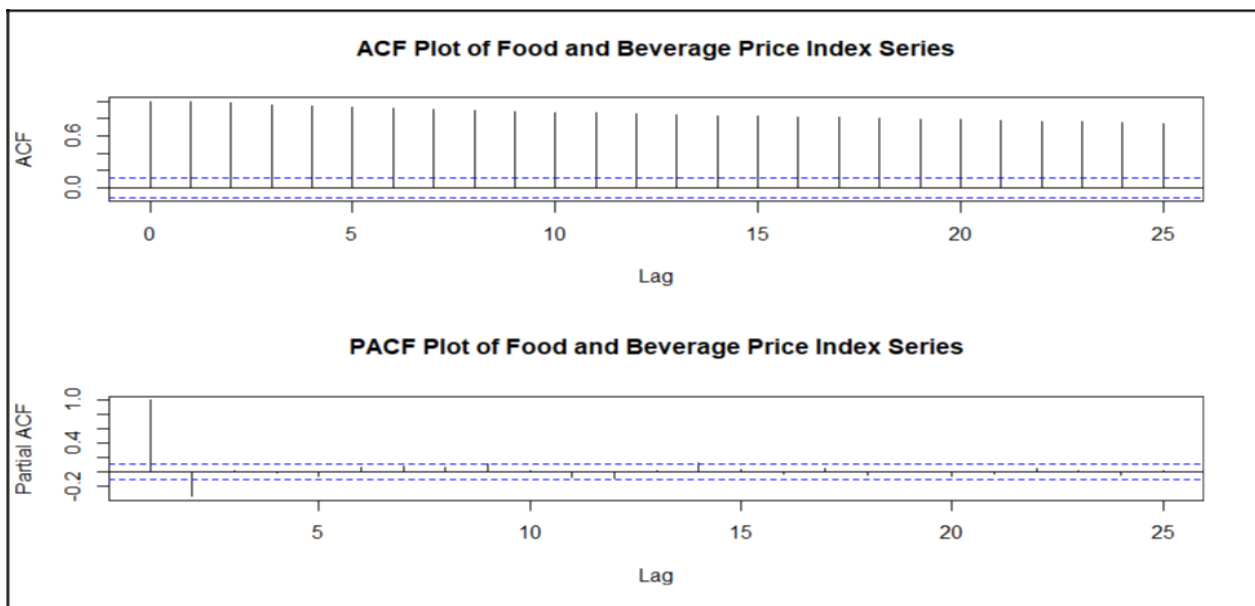 ACF Plot of Food and Beverage Price Index Series
ACF
0.6
0.0
0 5 10 15 20 25
Lag
PACF Plot of Food and Beverage Price Index Series
Partial ACF
1.0
0.4
-0.2
5 10 15 20 25
Lag